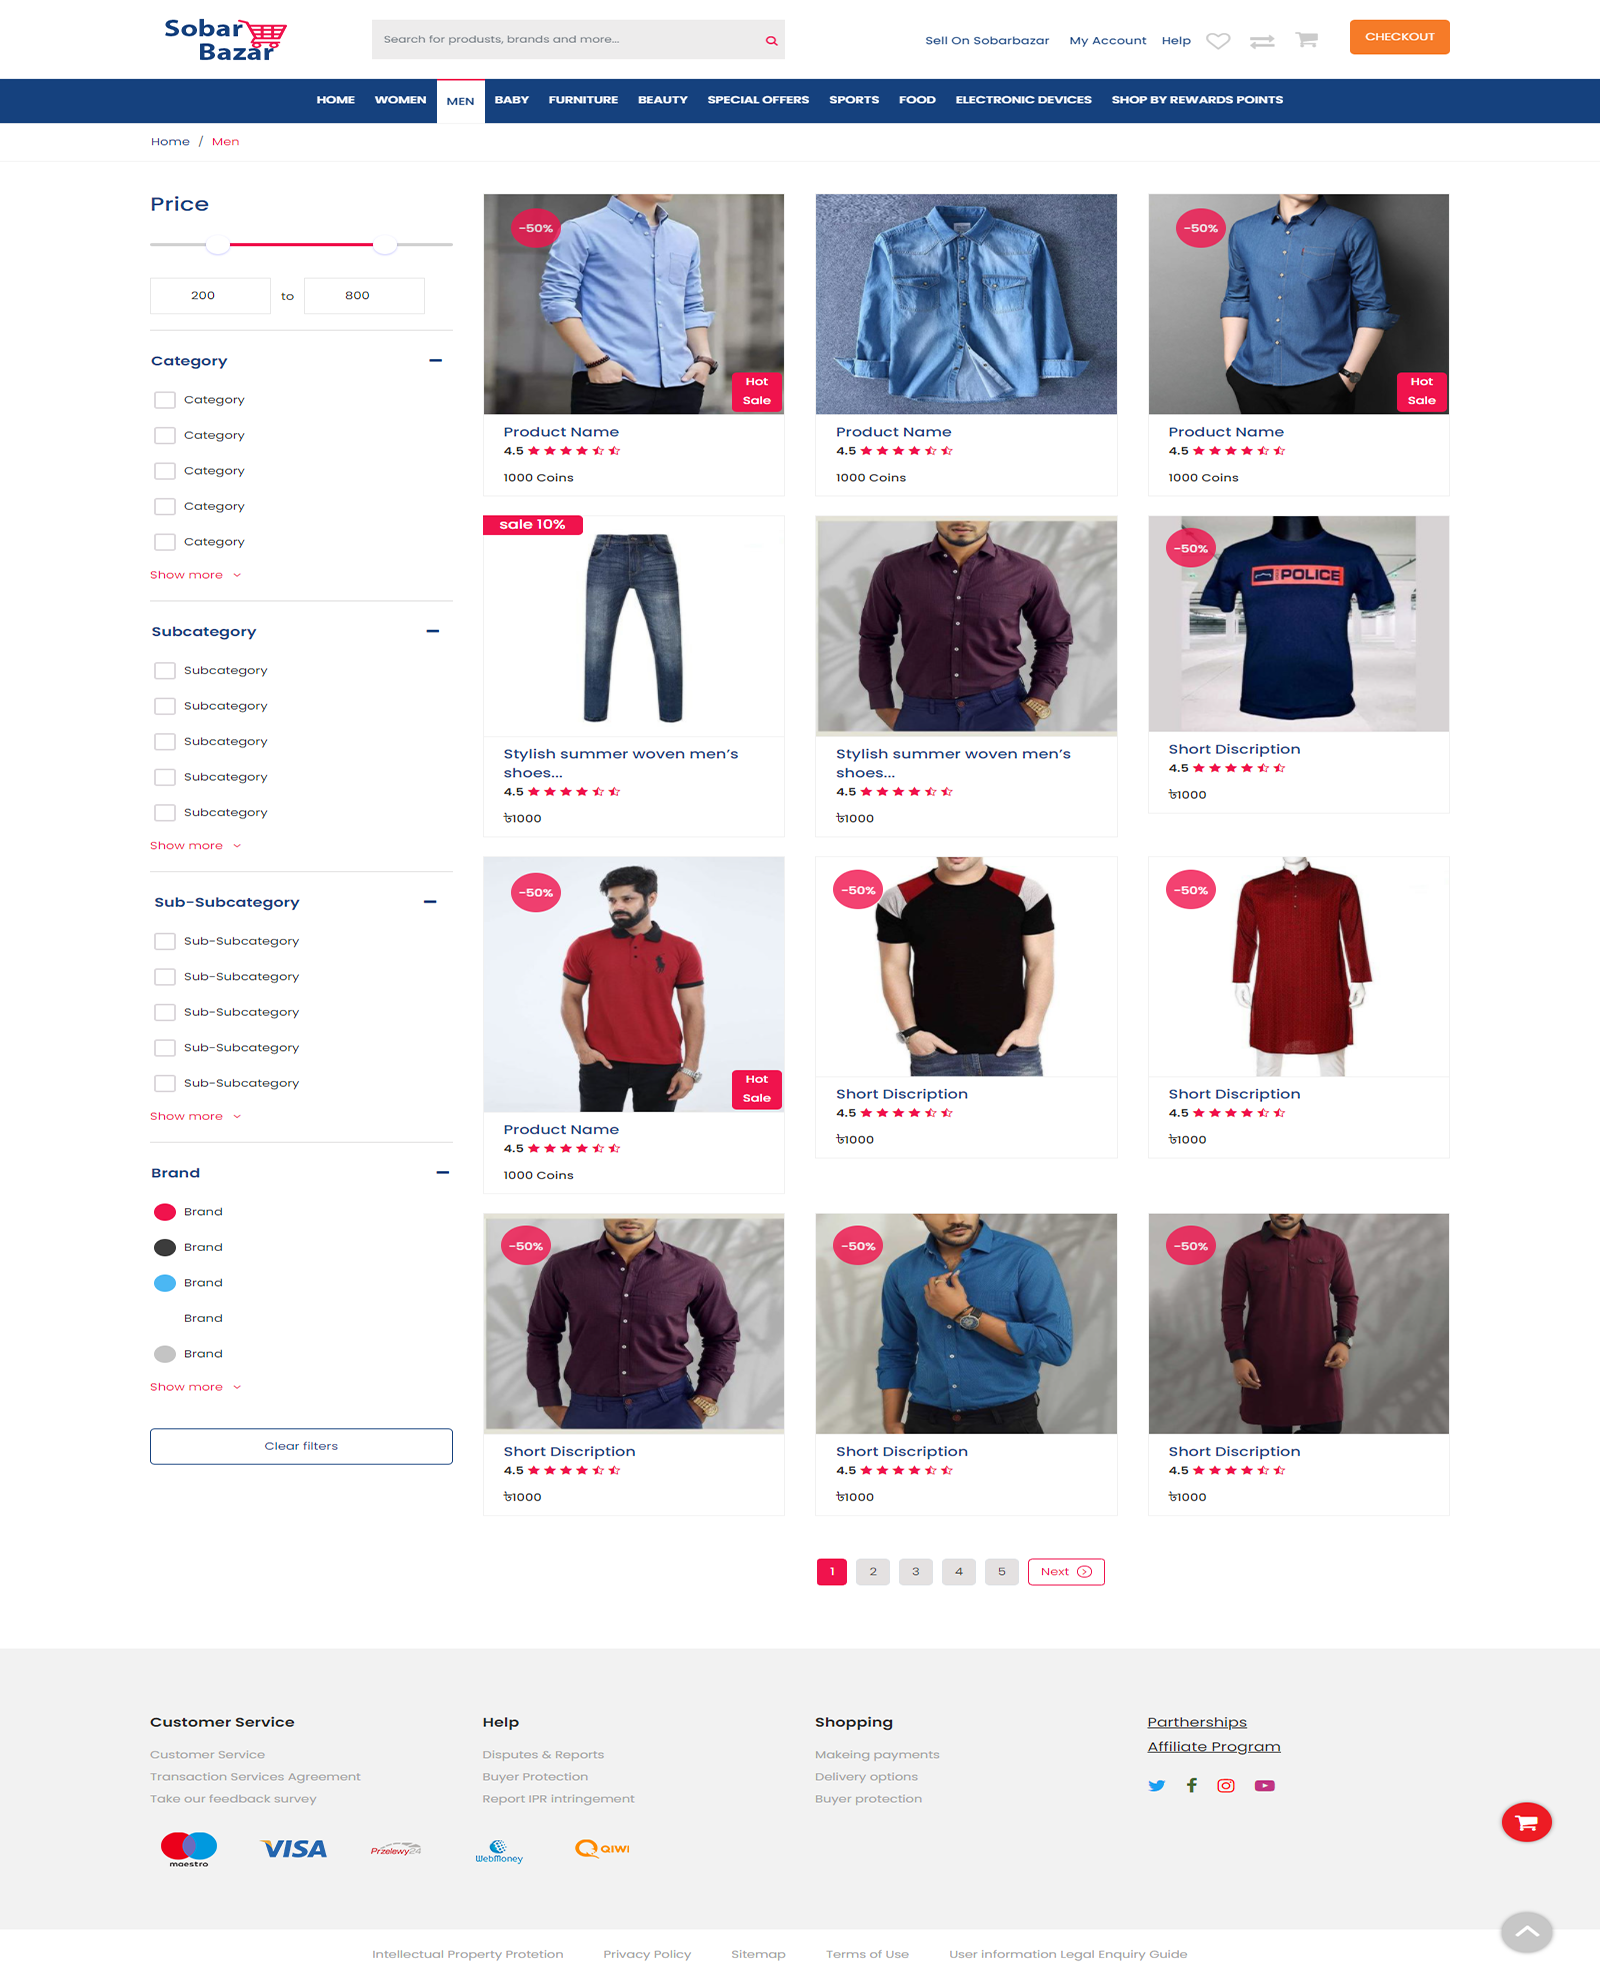 Sobar
Bazar
Search for produsts, brands and more...
Sell On Sobarbazar My Account Help
CHECKOUT
HOME WOMEN MEN BABY FURNITURE BEAUTY SPECIAL OFFERS SPORTS FOOD ELECTRONIC DEVICES SHOP BY REWARDS POINTS
Home / Men
Price
200 to 800
Category
Category
Category
Category
Category
Category
Show more
Subcategory
Subcategory
Subcategory
Subcategory
Subcategory
Subcategory
Show more
Sub-Subcategory
Sub-Subcategory
Sub-Subcategory
Sub-Subcategory
Sub-Subcategory
Sub-Subcategory
Show more
Brand
Brand
Brand
Brand
Brand
Brand
Show more
Clear filters
-50%
Hot
Sale
Product Name
4.5
1000 Coins
Product Name
4.5
1000 Coins
-50%
Hot
Sale
Product Name
4.5
1000 Coins
sale 10%
Stylish summer woven men's
shoes...
4.5
৳1000
Stylish summer woven men's
shoes...
4.5
৳1000
-50%
POLICE
Short Discription
4.5
৳1000
-50%
Hot
Sale
Product Name
4.5
1000 Coins
-50%
Short Discription
4.5
৳1000
-50%
Short Discription
4.5
৳1000
-50%
Short Discription
4.5
৳1000
-50%
Short Discription
4.5
৳1000
-50%
Short Discription
4.5
৳1000
1 2 3 4 5 Next
Customer Service
Customer Service
Transaction Services Agreement
Take our feedback survey
Help
Disputes & Reports
Buyer Protection
Report IPR intringement
Shopping
Makeing payments
Delivery options
Buyer protection
Partherships
Affiliate Program
maestro
VISA
Przelewy24
WebMoney
QIWI
Intellectual Property Protetion Privacy Policy Sitemap Terms of Use User information Legal Enquiry Guide